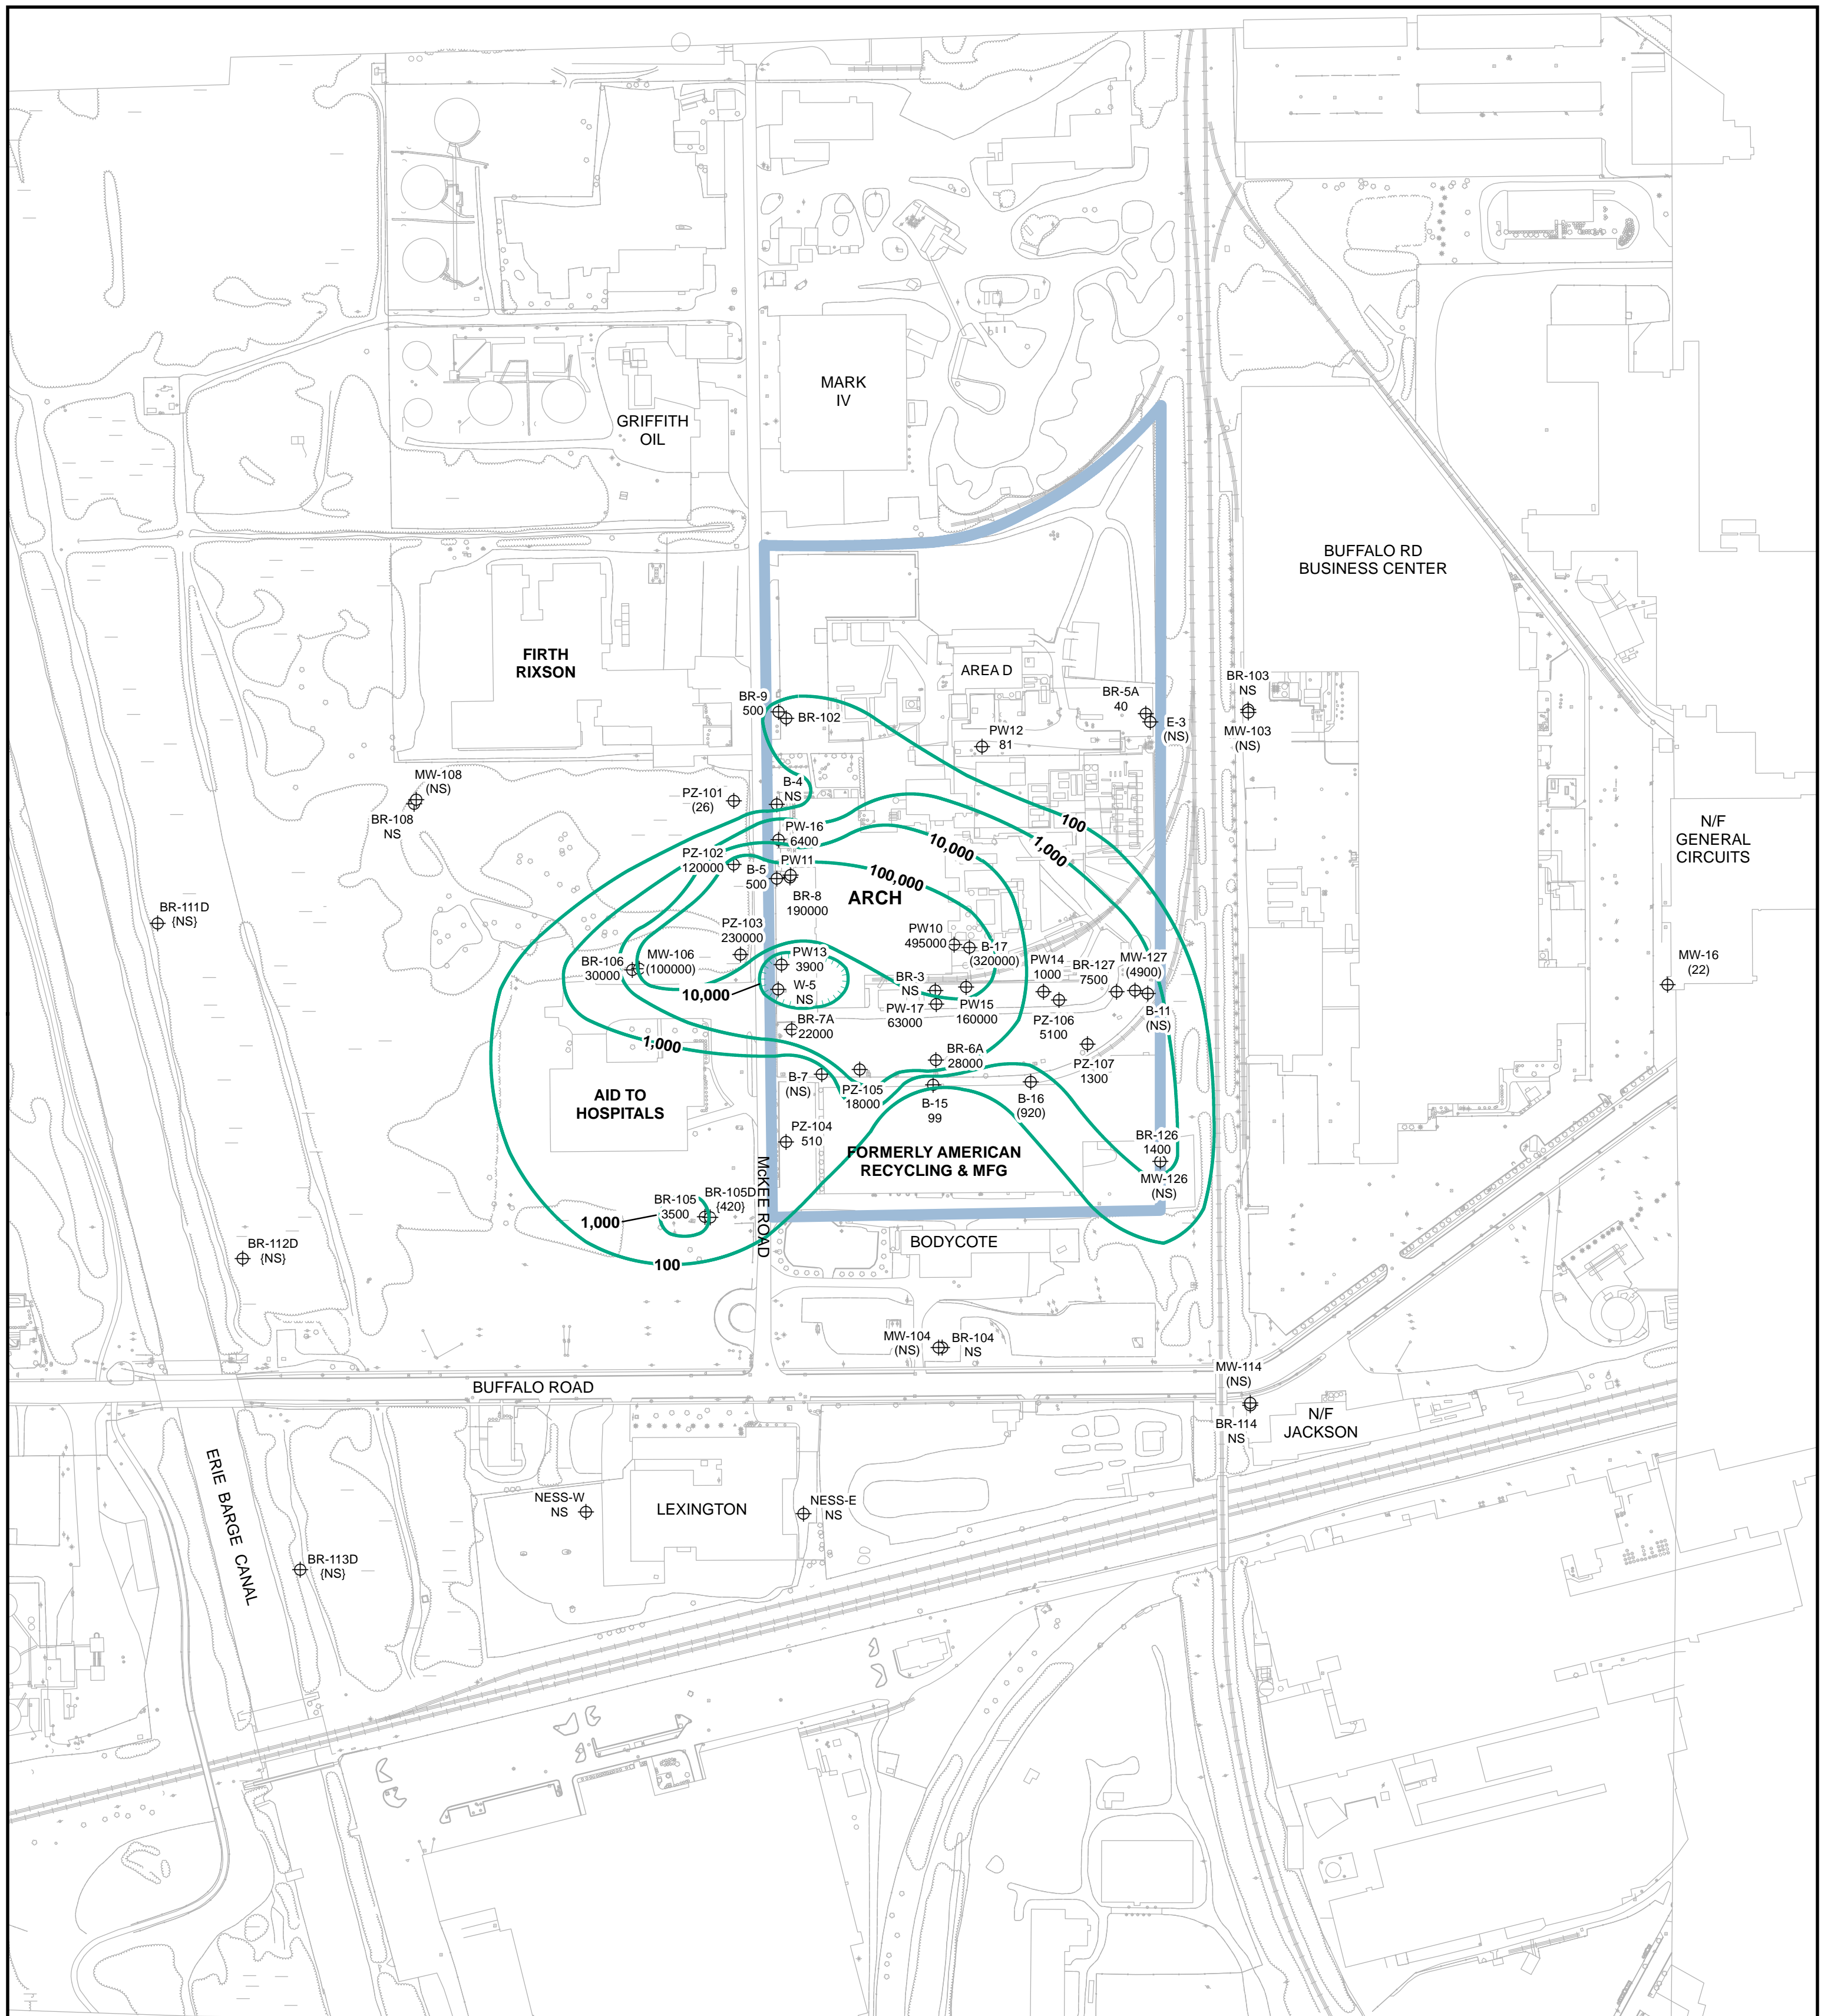 MARK
IV
GRIFFITH
OIL
BUFFALO RD
BUSINESS CENTER
FIRTH
RIXSON
AREA D
BR-9
500
BR-102
BR-5A
40
E-3
(NS)
BR-103
NS
MW-103
(NS)
PW12
81
MW-108
(NS)
BR-108
NS
PZ-101
(26)
B-4
NS
PW-16
6400
100
1,000
10,000
100,000
N/F
GENERAL
CIRCUITS
PZ-102
120000
B-5
500
PW11
BR-8
190000
ARCH
BR-111D
{NS}
PZ-103
230000
PW10
495000
B-17
(320000)
BR-106
30000
MW-106
(100000)
PW13
3900
W-5
NS
10,000
BR-3
NS
PW-17
63000
PW15
160000
PW14
1000
PZ-106
5100
BR-127
7500
MW-127
(4900)
B-11
(NS)
MW-16
(22)
BR-7A
22000
1,000
BR-6A
28000
PZ-107
1300
B-7
(NS)
PZ-105
18000
B-15
99
B-16
(920)
AID TO
HOSPITALS
PZ-104
510
FORMERLY AMERICAN
RECYCLING & MFG
BR-126
1400
MW-126
(NS)
McKEE ROAD
BR-105
3500
BR-105D
{420}
1,000
100
BODYCOTE
BR-112D
{NS}
MW-104
(NS)
BR-104
NS
MW-114
(NS)
BR-114
NS
N/F
JACKSON
BUFFALO ROAD
ERIE BARGE CANAL
NESS-W
NS
LEXINGTON
NESS-E
NS
BR-113D
{NS}